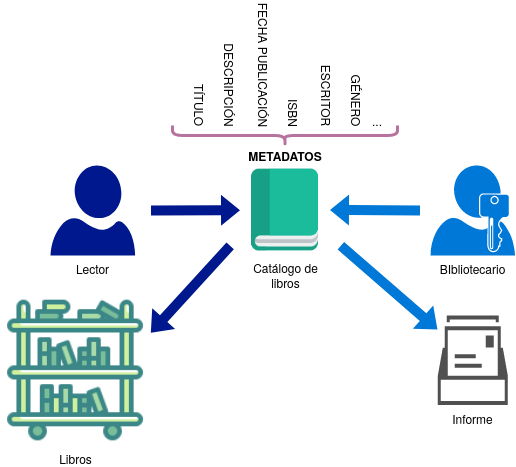 TÍTULO
DESCRIPCIÓN
FECHA PUBLICACIÓN
ISBN
ESCRITOR
GÉNERO
...
METADATOS
Lector
Catálogo de
libros
BIbliotecario
Libros
Informe